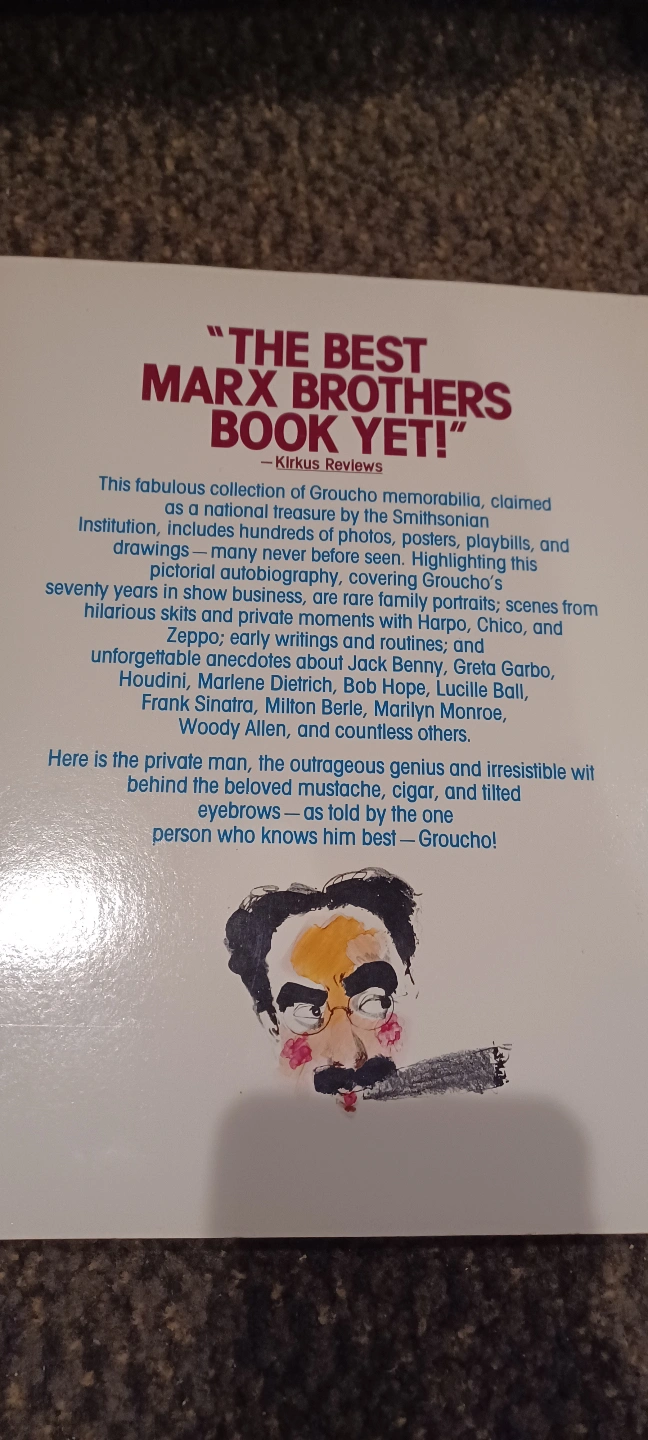 "THE BEST
MARX BROTHERS
BOOK YET!"
—Kirkus Reviews
This fabulous collection of Groucho memorabilia, claimed
as a national treasure by the Smithsonian
Institution, includes hundreds of photos, posters, playbills, and
drawings—many never before seen. Highlighting this
pictorial autobiography, covering Groucho's
seventy years in show business, are rare family portraits; scenes from
hilarious skits and private moments with Harpo, Chico, and
Zeppo; early writings and routines; and
unforgettable anecdotes about Jack Benny, Greta Garbo,
Houdini, Marlene Dietrich, Bob Hope, Lucille Ball,
Frank Sinatra, Milton Berle, Marilyn Monroe,
Woody Allen, and countless others.
Here is the private man, the outrageous genius and irresistible wit
behind the beloved mustache, cigar, and tilted
eyebrows—as told by the one
person who knows him best—Groucho!